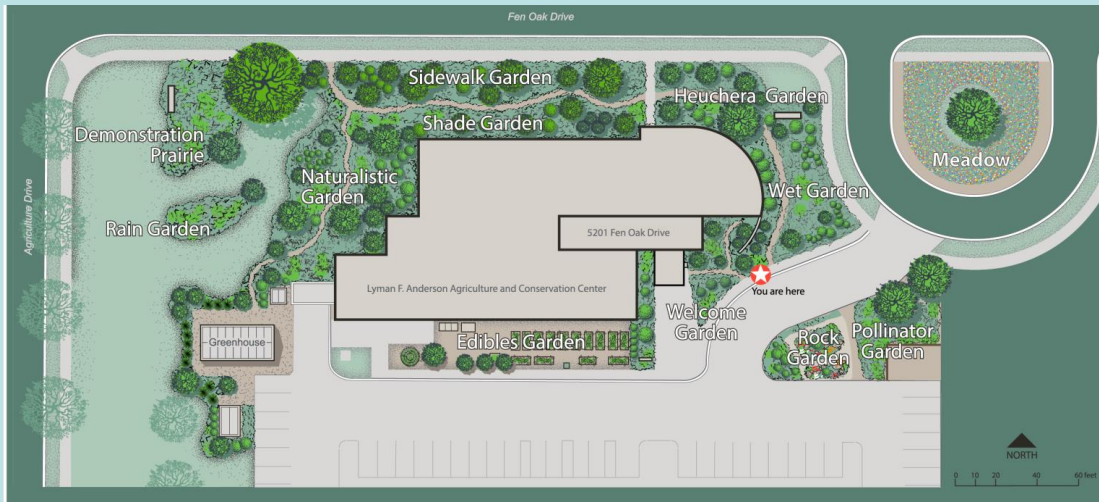 Fen Oak Drive
Sidewalk Garden
Heuchera Garden
Shade Garden
Demonstration
Prairie
Meadow
Naturalistic
Garden
Wet Garden
Rain Garden
Agriculture Drive
5201 Fen Oak Drive
Lyman F. Anderson Agriculture and Conservation Center
You are here
Welcome
Garden
Greenhouse
Edibles Garden
Rock
Garden
Pollinator
Garden
NORTH
0 10 20 40 60 feet